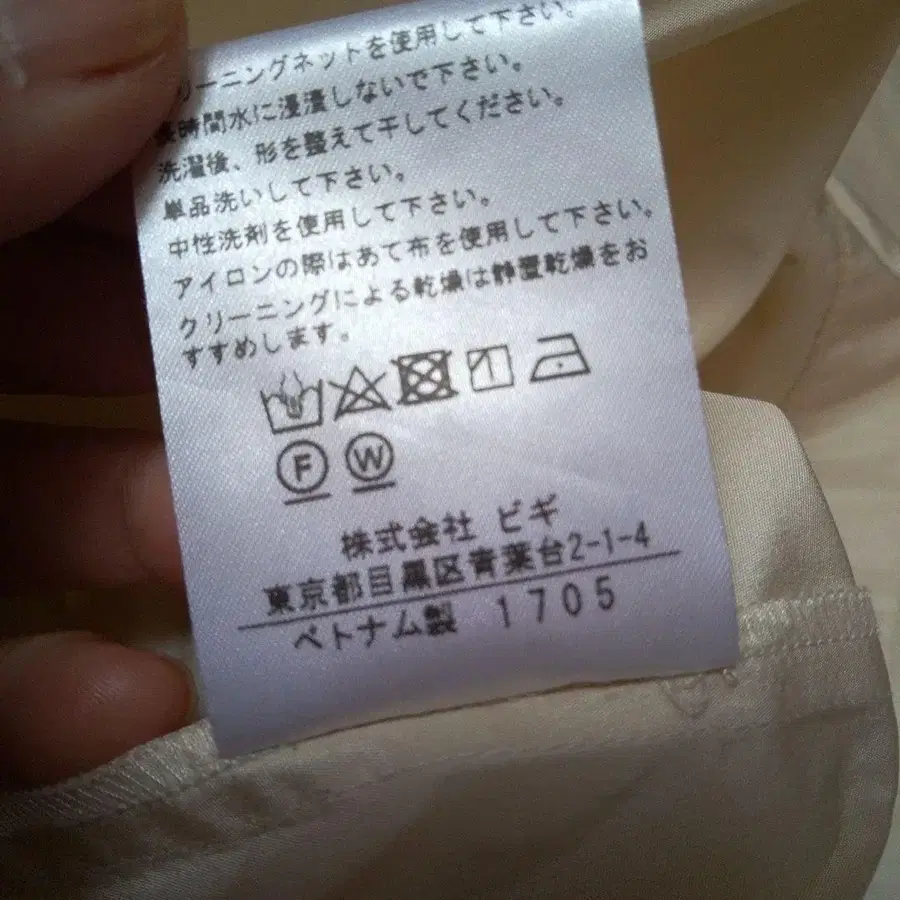 リーニングネットを使用して下さい。
長時間水に浸漬しないで下さい。
洗濯後、形を整えて干してください。
単品洗いして下さい。
中性洗剤を使用して下さい。
アイロンの際はあて布を使用して下さい。
クリーニングによる乾燥は静置乾燥をお
すすめします。
F W
株式会社 ビギ
東京都目黒区青葉台2-1-4
ベトナム製 1705